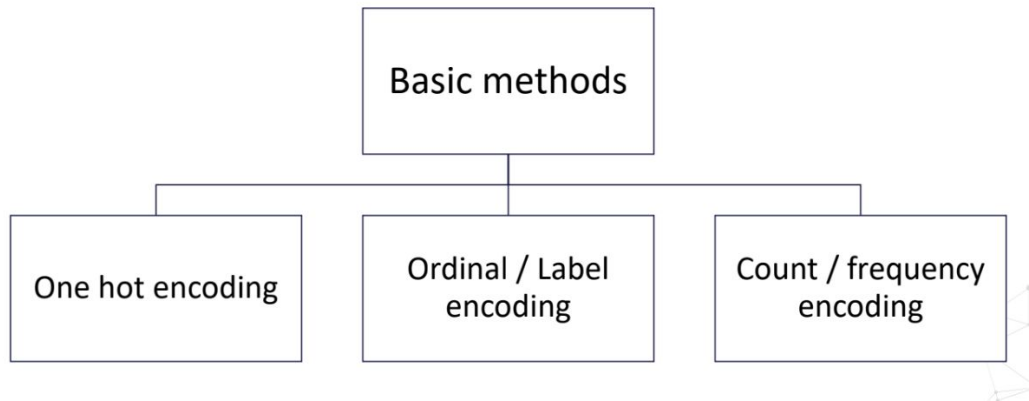 Basic methods
One hot encoding
Ordinal / Label
encoding
Count / frequency
encoding